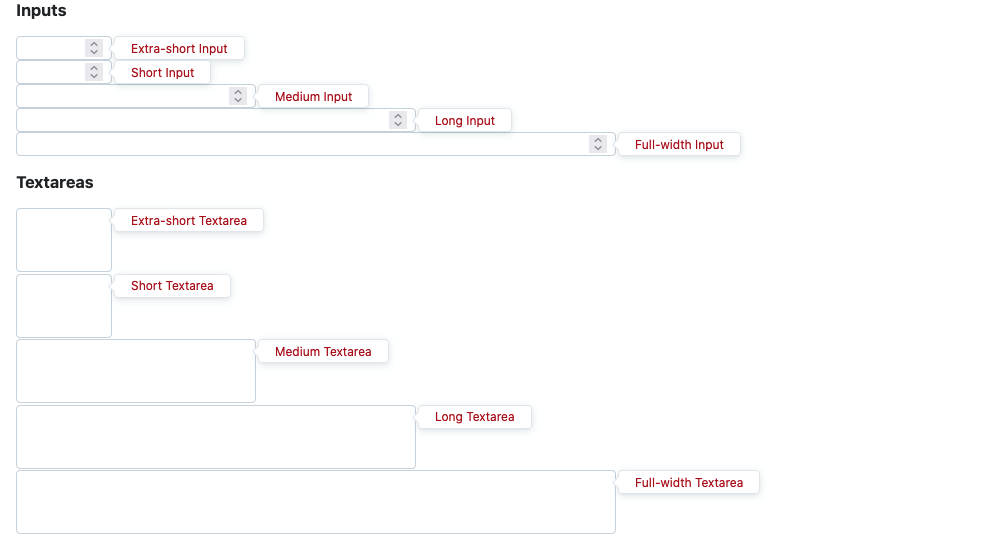 Inputs
Extra-short Input
Short Input
Medium Input
Long Input
Full-width Input
Textareas
Extra-short Textarea
Short Textarea
Medium Textarea
Long Textarea
Full-width Textarea